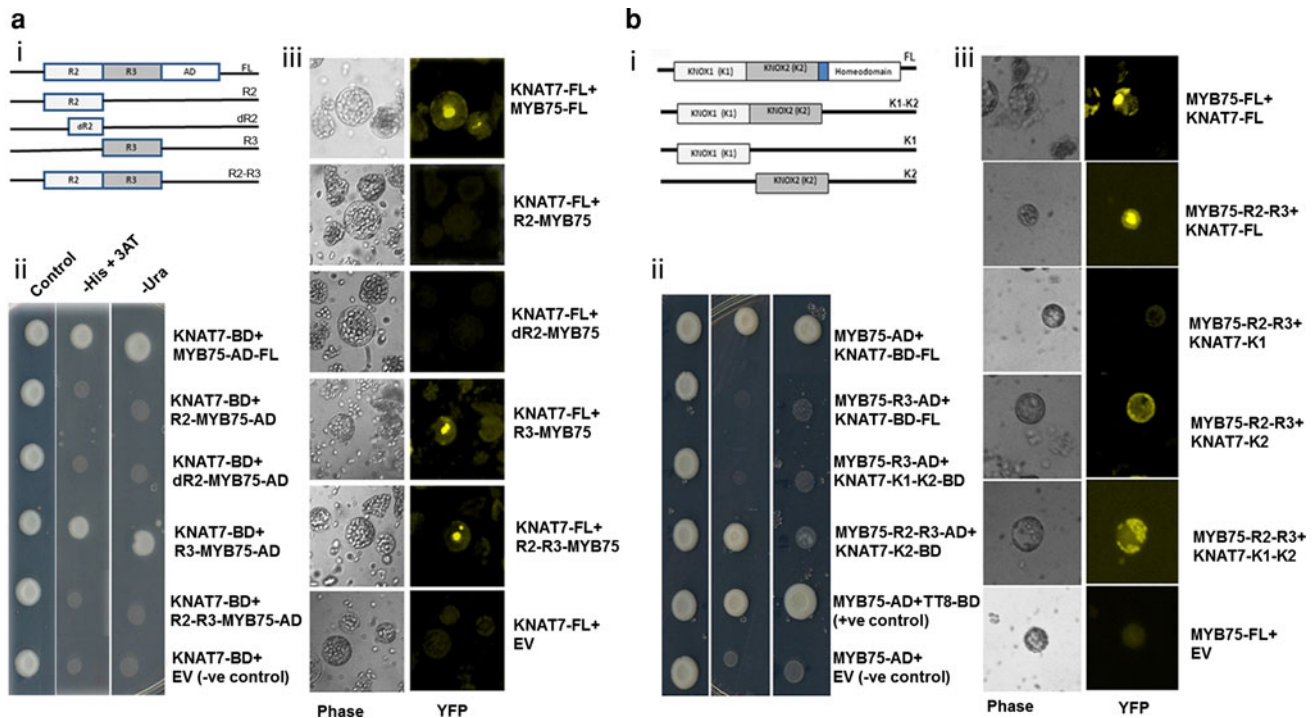 a
i
R2 R3 AD FL
R2 R2
dR2 dR2
R3 R3
R2 R3 R2-R3
ii
Control -His + 3AT -Ura
KNAT7-BD+
MYB75-AD-FL
KNAT7-BD+
R2-MYB75-AD
KNAT7-BD+
dR2-MYB75-AD
KNAT7-BD+
R3-MYB75-AD
KNAT7-BD+
R2-R3-MYB75-AD
KNAT7-BD+
EV (-ve control)
iii
KNAT7-FL+
MYB75-FL
KNAT7-FL+
R2-MYB75
KNAT7-FL+
dR2-MYB75
KNAT7-FL+
R3-MYB75
KNAT7-FL+
R2-R3-MYB75
KNAT7-FL+
EV
Phase YFP
b
i
KNOX1 (K1) KNOX2 (K2) Homeodomain FL
KNOX1 (K1) KNOX2 (K2) K1-K2
KNOX1 (K1) K1
KNOX2 (K2) K2
ii
MYB75-AD+
KNAT7-BD-FL
MYB75-R3-AD+
KNAT7-BD-FL
MYB75-R3-AD+
KNAT7-K1-K2-BD
MYB75-R2-R3-AD+
KNAT7-K2-BD
MYB75-AD+TT8-BD
(+ve control)
MYB75-AD+
EV (-ve control)
iii
MYB75-FL+
KNAT7-FL
MYB75-R2-R3+
KNAT7-FL
MYB75-R2-R3+
KNAT7-K1
MYB75-R2-R3+
KNAT7-K2
MYB75-R2-R3+
KNAT7-K1-K2
MYB75-FL+
EV
Phase YFP